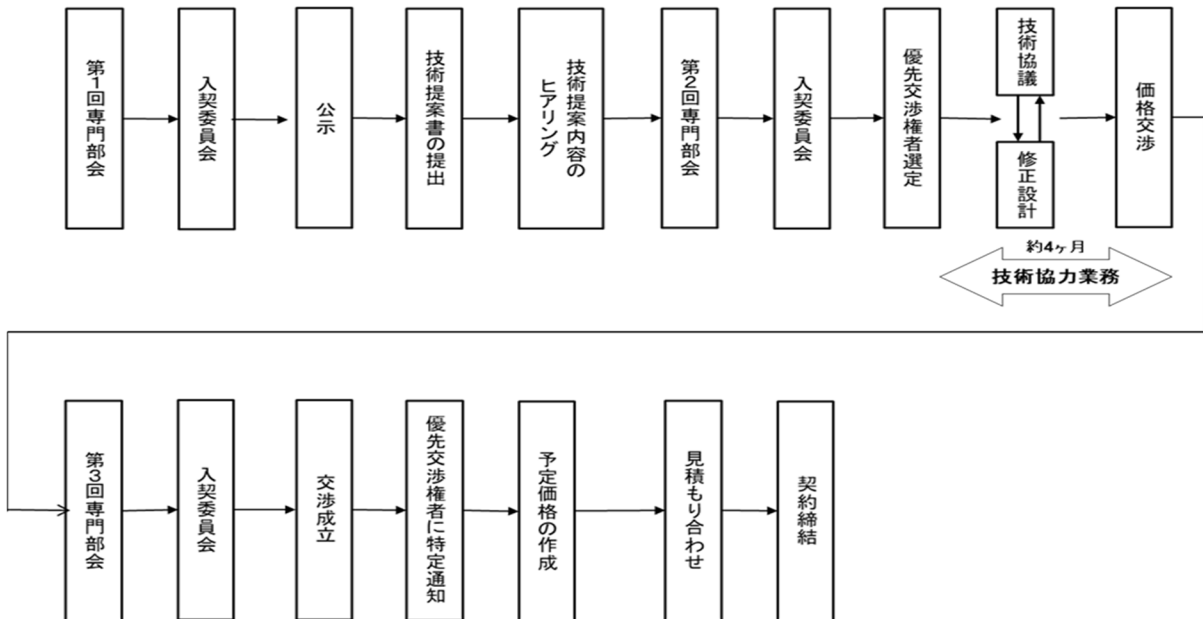 第1回専門部会
入契委員会
公示
技術提案書の提出
技術提案内容の
ヒアリング
第2回専門部会
入契委員会
優先交渉権者選定
技術協議
修正設計
価格交渉
約4ヶ月
技術協力業務
第3回専門部会
入契委員会
交渉成立
優先交渉権者に特定通知
予定価格の作成
見積もり合わせ
契約締結